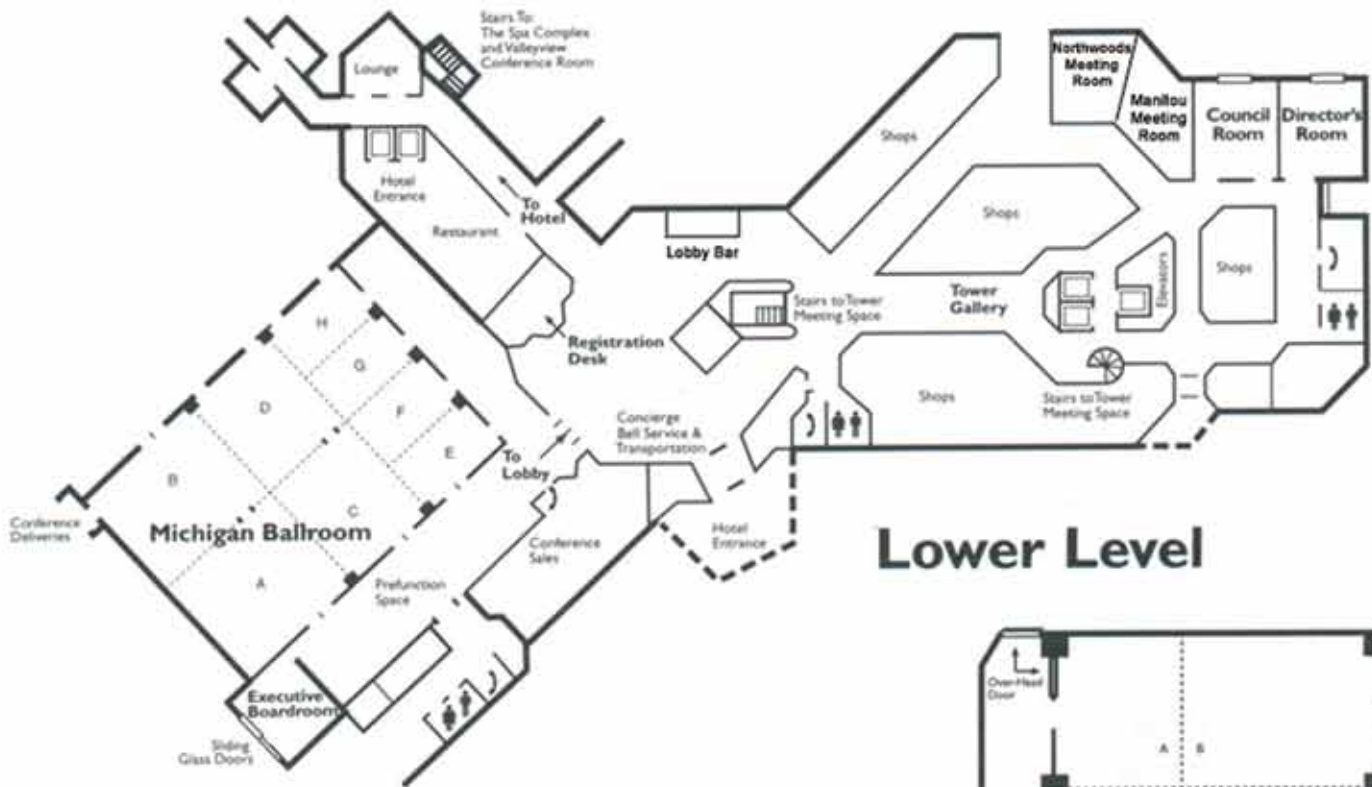 Stairs To:
The Spa Complex
and Valleyview
Conference Room
Lounge
Northwoods
Meeting
Room
Manitou
Meeting
Room
Council
Room
Director's
Room
Shops
Hotel
Entrance
To
Hotel
Restaurant
Lobby Bar
Shops
Shops
Elevators
Tower
Gallery
Stairs to Tower
Meeting Space
Registration
Desk
H
G
D
F
E
B
C
A
Shops
Stairs to Tower
Meeting Space
Concierge
Bell Service &
Transportation
To
Lobby
Conference
Deliveries
Michigan Ballroom
Conference
Sales
Hotel
Entrance
Prefunction
Space
Executive
Boardroom
Sliding
Glass Doors
Lower Level
Over-Head
Door
A
B